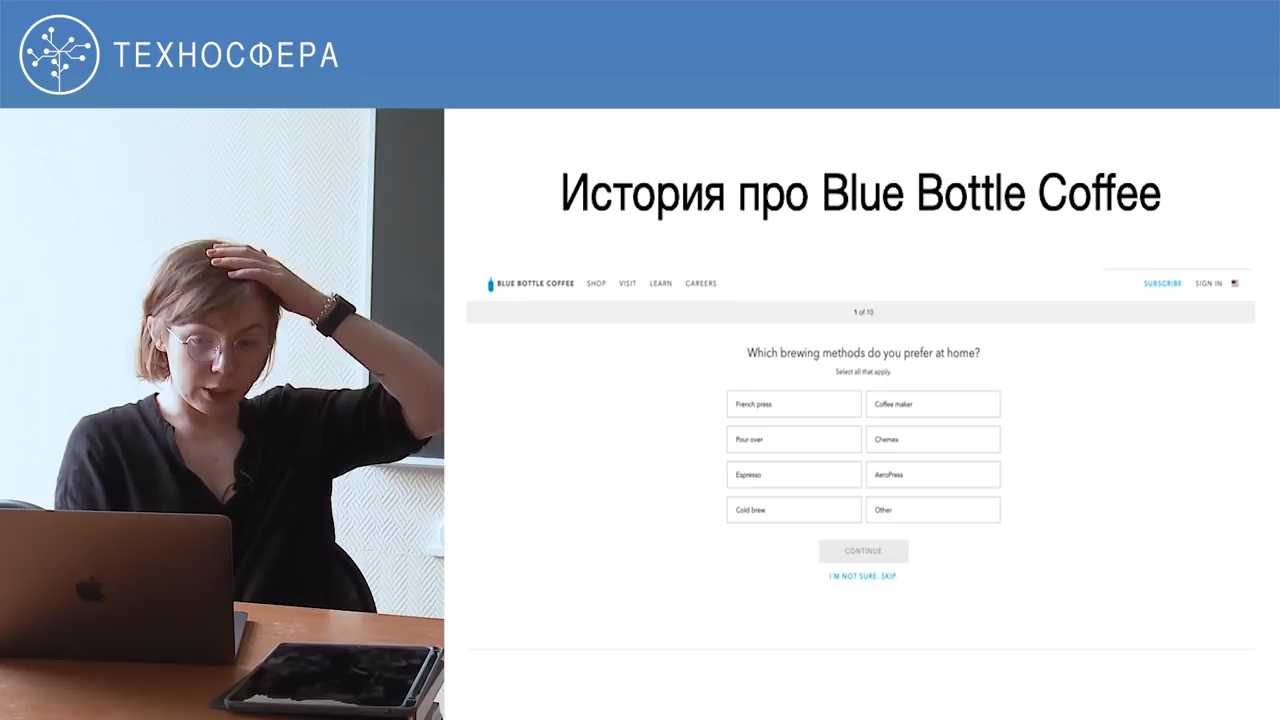 ТЕХНОСФЕРА
История про Blue Bottle Coffee
BLUE BOTTLE COFFEE SHOP VISIT LEARN CAREERS SUBSCRIBE SIGN IN
1 of 10
Which brewing methods do you prefer at home?
Select all that apply.
French press Coffee maker
Pour over Chemex
Espresso AeroPress
Cold brew Other
CONTINUE
I'M NOT SURE. SKIP.